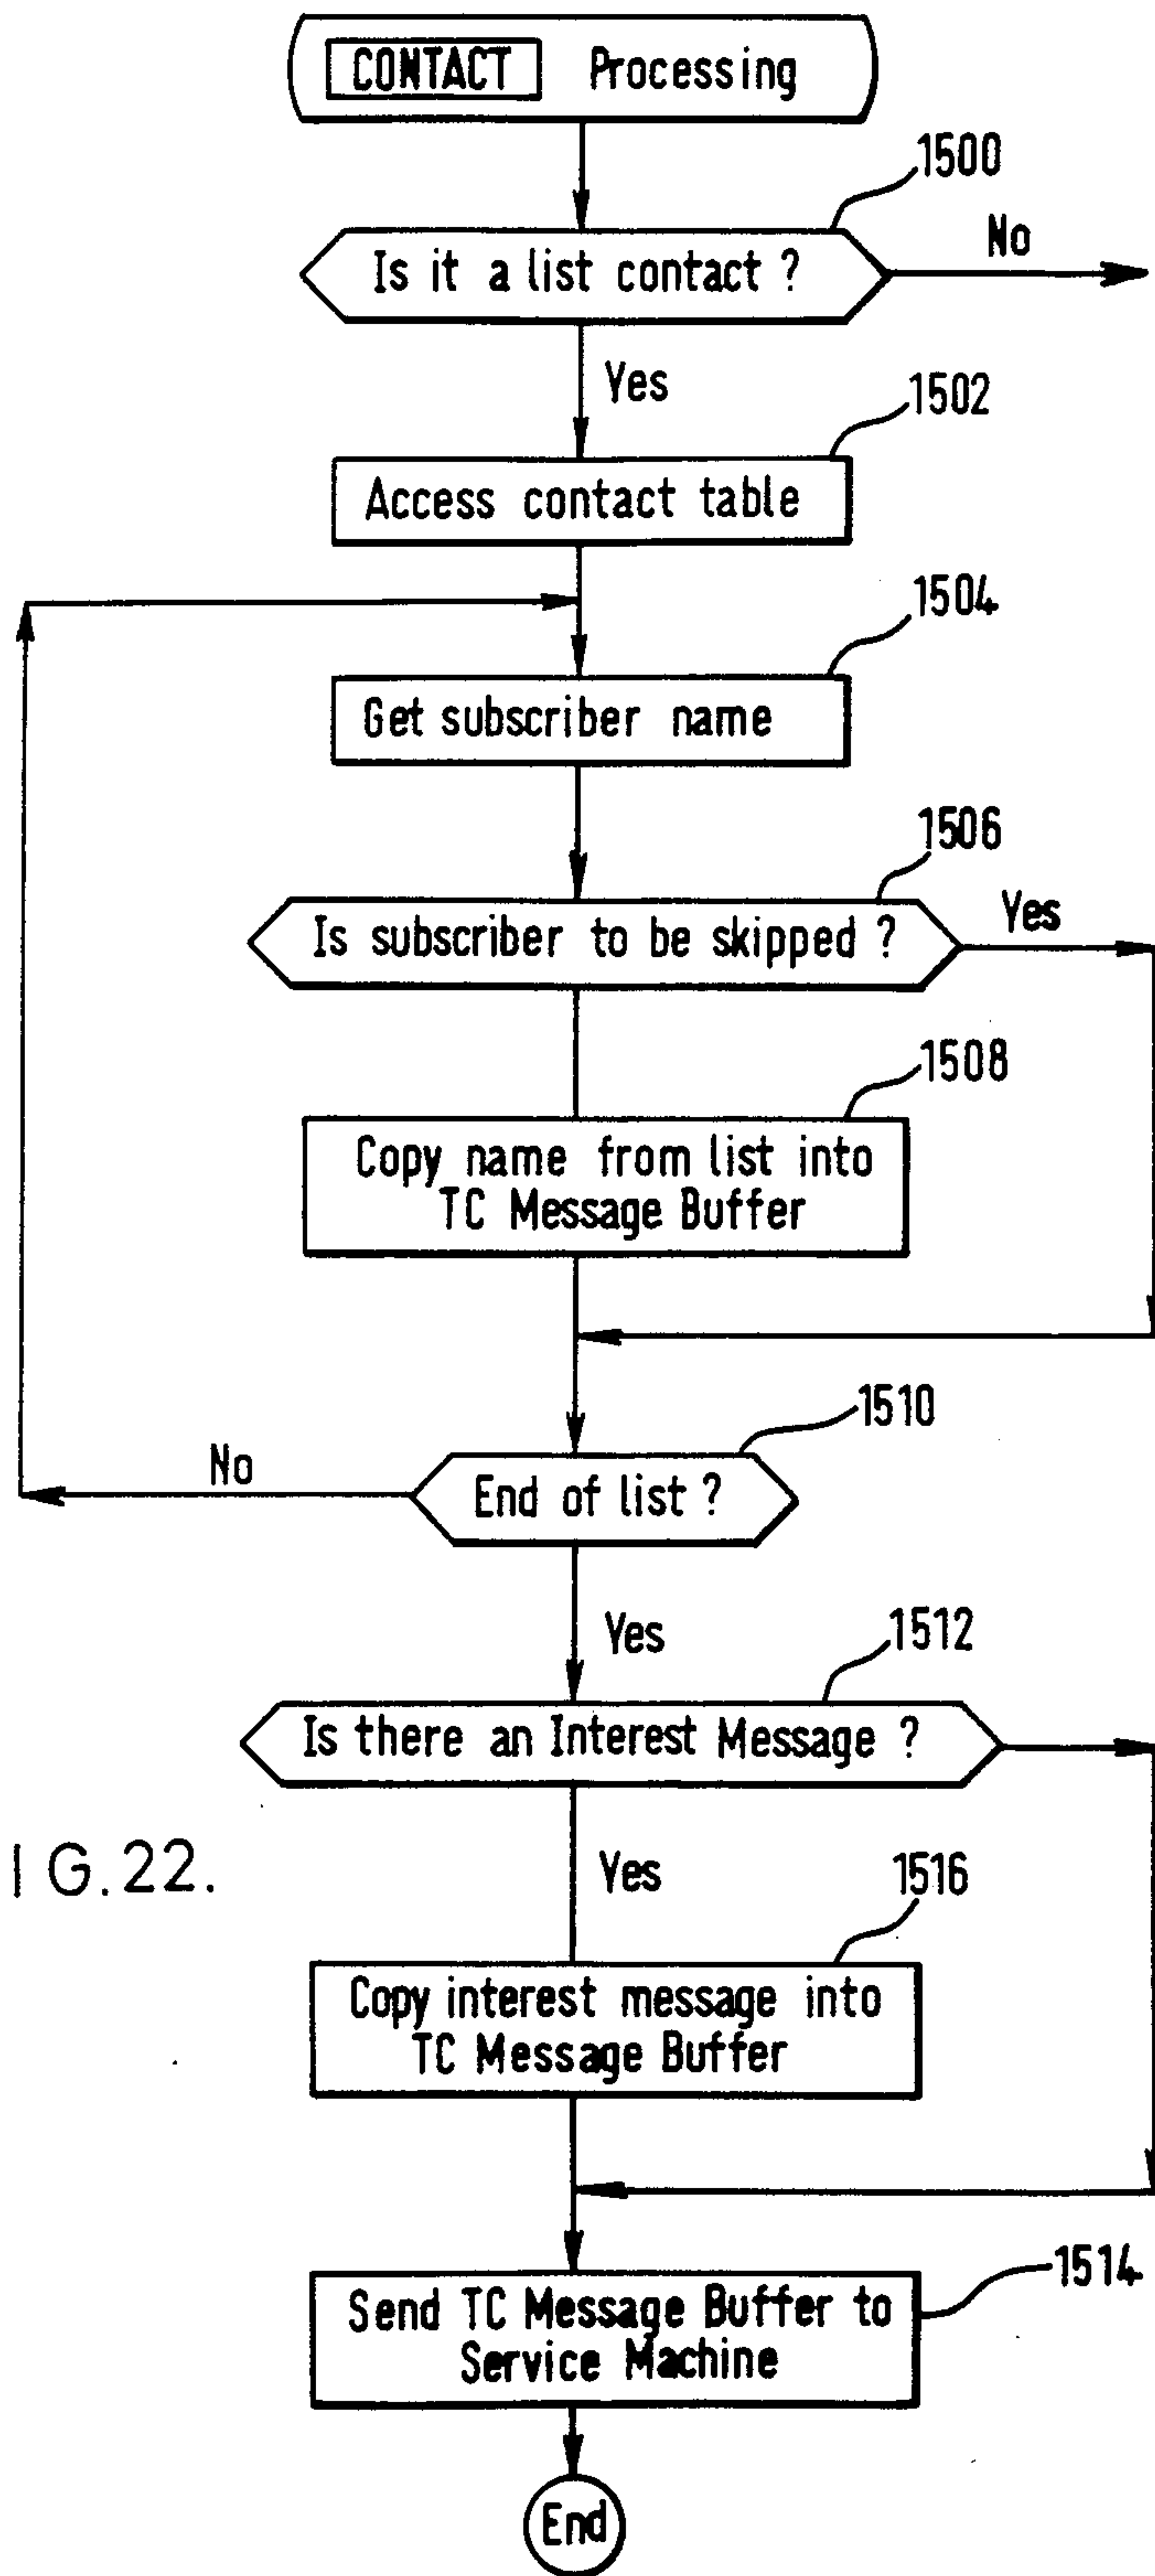 CONTACT Processing
1500
Is it a list contact ?
No
Yes
1502
Access contact table
1504
Get subscriber name
1506
Is subscriber to be skipped ?
Yes
1508
Copy name from list into
TC Message Buffer
1510
No
End of list ?
Yes
1512
Is there an Interest Message ?
I G.22.
Yes
1516
Copy interest message into
TC Message Buffer
1514
Send TC Message Buffer to
Service Machine
End